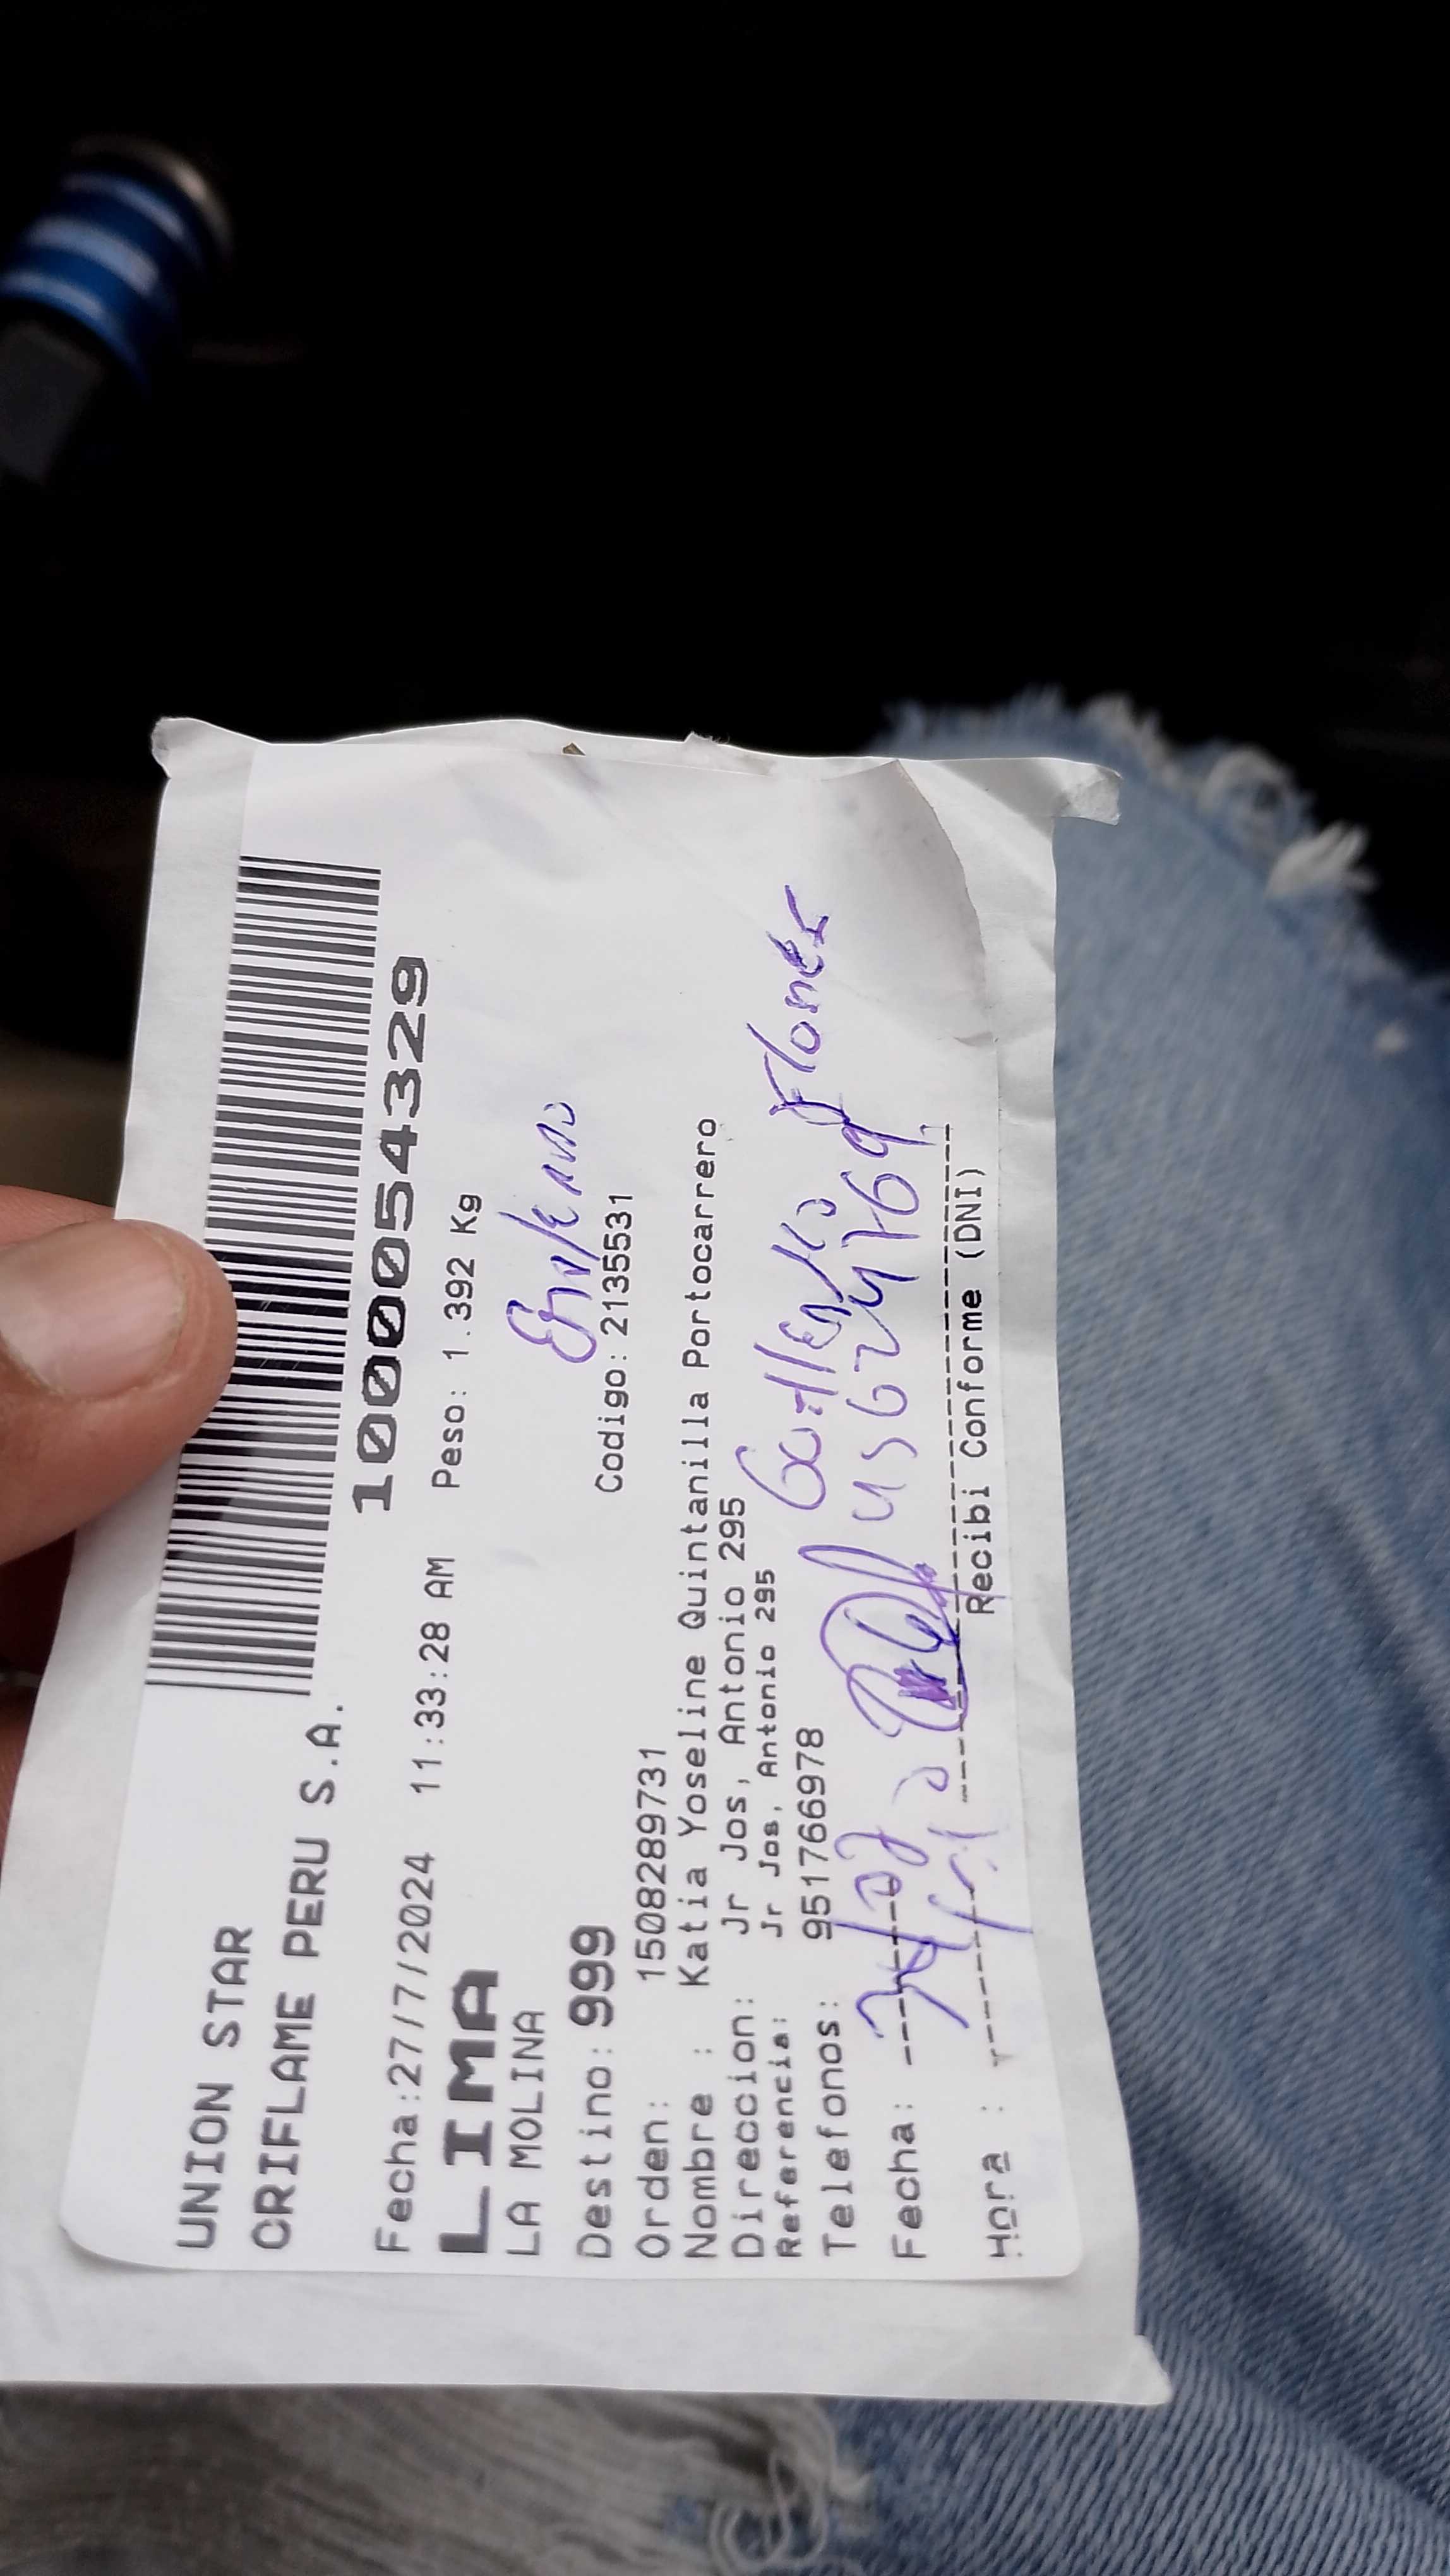 UNION STAR
CRIFLAME PERU S.A.
1000054329
Fecha:27/7/2024 11:33:28 AM Peso: 1.392 Kg
LIMA
LA MOLINA
Destino: 999 Codigo: 2135531
Orden: 1508289731
Nombre : Katia Yoseline Quintanilla Portocarrero
Direccion: Jr Jos, Antonio 295
Referencia: Jr Jos, Antonio 295
Telefonos: 951766978
Guillermo Flores
Fecha:
Hora :
Recibi Conforme (DNI)